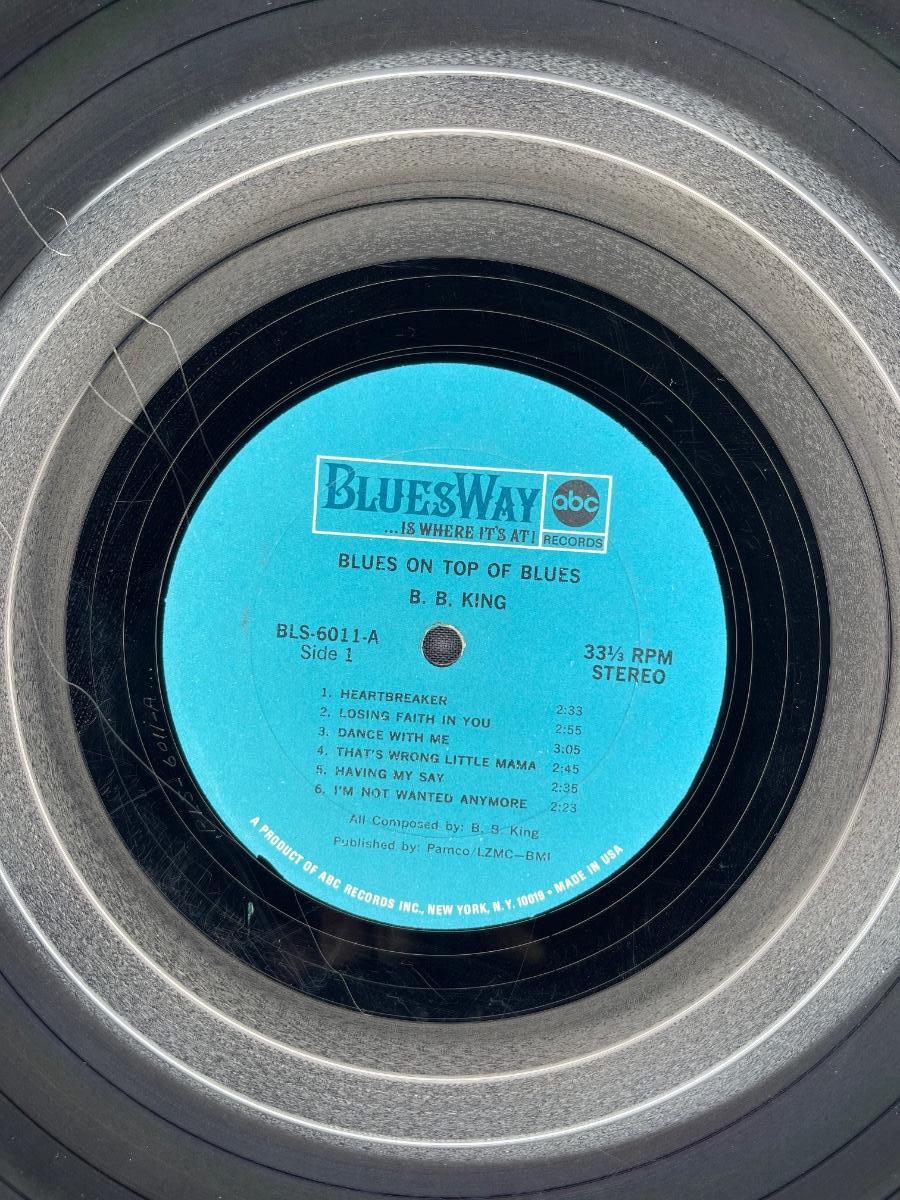 BLUESWAY
...IS WHERE IT'S AT!
abc
RECORDS
BLUES ON TOP OF BLUES
B. B. KING
BLS-6011-A
Side 1
33⅓ RPM
STEREO
1. HEARTBREAKER 2:33
2. LOSING FAITH IN YOU 2:55
3. DANCE WITH ME 3:05
4. THAT'S WRONG LITTLE MAMA 2:45
5. HAVING MY SAY 2:35
6. I'M NOT WANTED ANYMORE 2:23
All Composed by: B. B. King
Published by: Pamco/LZMC—BMI
A PRODUCT OF ABC RECORDS INC., NEW YORK, N.Y. 10019 • MADE IN USA
BLS-6011-A